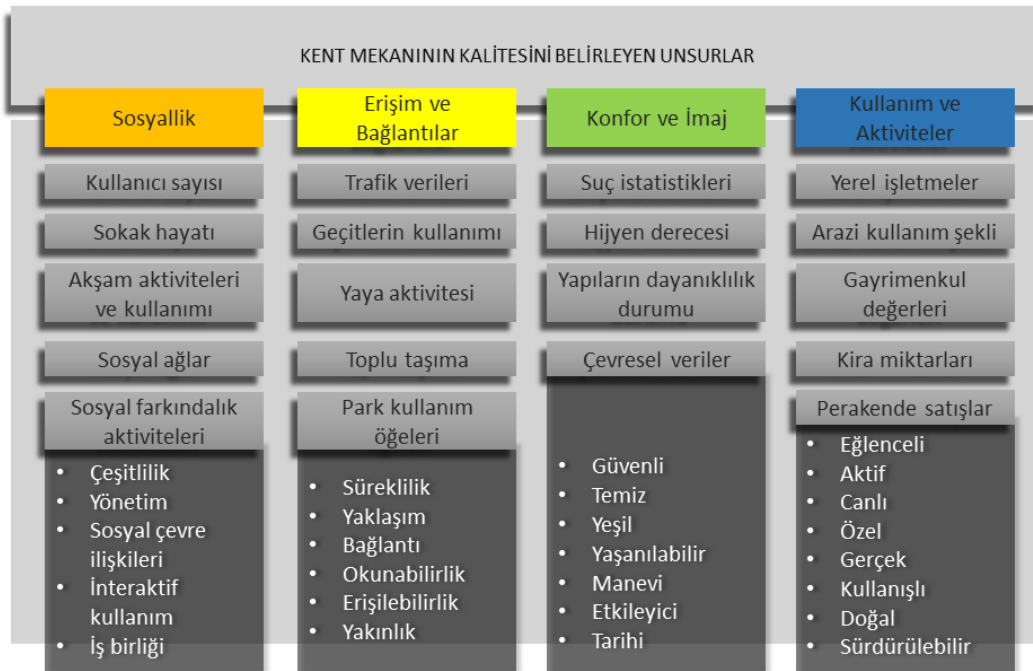 KENT MEKANININ KALİTESİNİ BELİRLEYEN UNSURLAR
Sosyallik
Kullanıcı sayısı
Sokak hayatı
Akşam aktiviteleri
ve kullanımı
Sosyal ağlar
Sosyal farkındalık
aktiviteleri
• Çeşitlilik
• Yönetim
• Sosyal çevre
ilişkileri
• İnteraktif
kullanım
• İş birliği
Erişim ve
Bağlantılar
Trafik verileri
Geçitlerin kullanımı
Yaya aktivitesi
Toplu taşıma
Park kullanım
öğeleri
• Süreklilik
• Yaklaşım
• Bağlantı
• Okunabilirlik
• Erişilebilirlik
• Yakınlık
Konfor ve İmaj
Suç istatistikleri
Hijyen derecesi
Yapıların dayanıklılık
durumu
Çevresel veriler
• Güvenli
• Temiz
• Yeşil
• Yaşanılabilir
• Manevi
• Etkileyici
• Tarihi
Kullanım ve
Aktiviteler
Yerel işletmeler
Arazi kullanım şekli
Gayrimenkul
değerleri
Kira miktarları
Perakende satışlar
• Eğlenceli
• Aktif
• Canlı
• Özel
• Gerçek
• Kullanışlı
• Doğal
• Sürdürülebilir